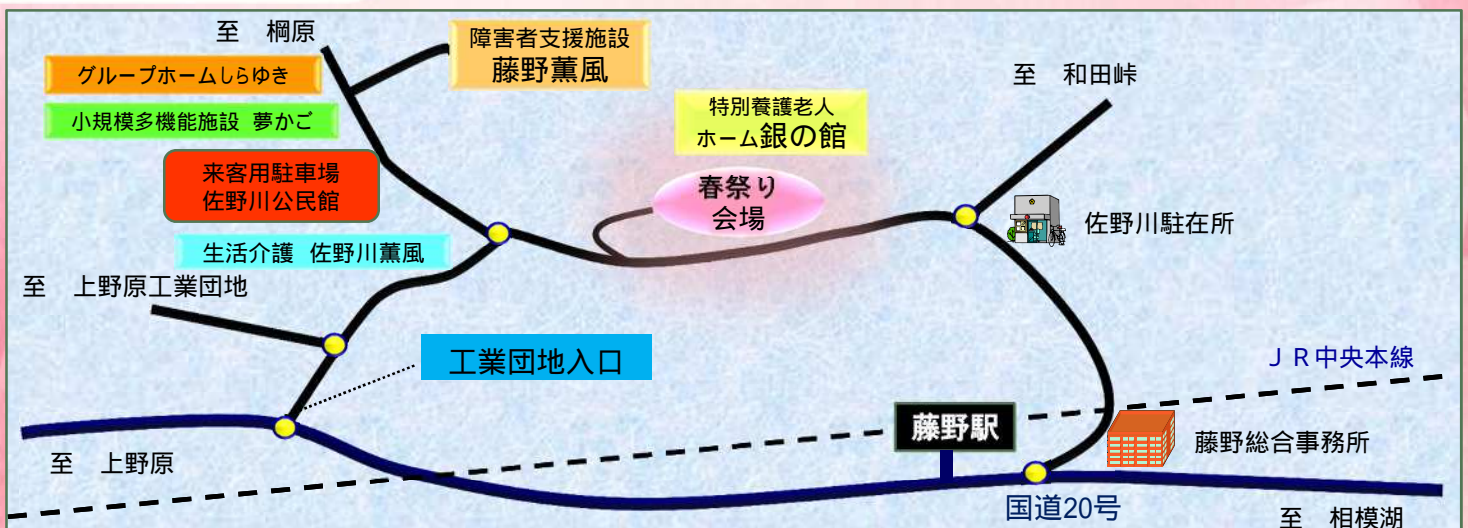 至 棡原
障害者支援施設
藤野薫風
グループホームしらゆき
至 和田峠
小規模多機能施設 夢かご
特別養護老人
ホーム銀の館
来客用駐車場
佐野川公民館
春祭り
会場
佐野川駐在所
生活介護 佐野川薫風
至 上野原工業団地
工業団地入口
JR中央本線
藤野駅
藤野総合事務所
至 上野原
国道20号
至 相模湖